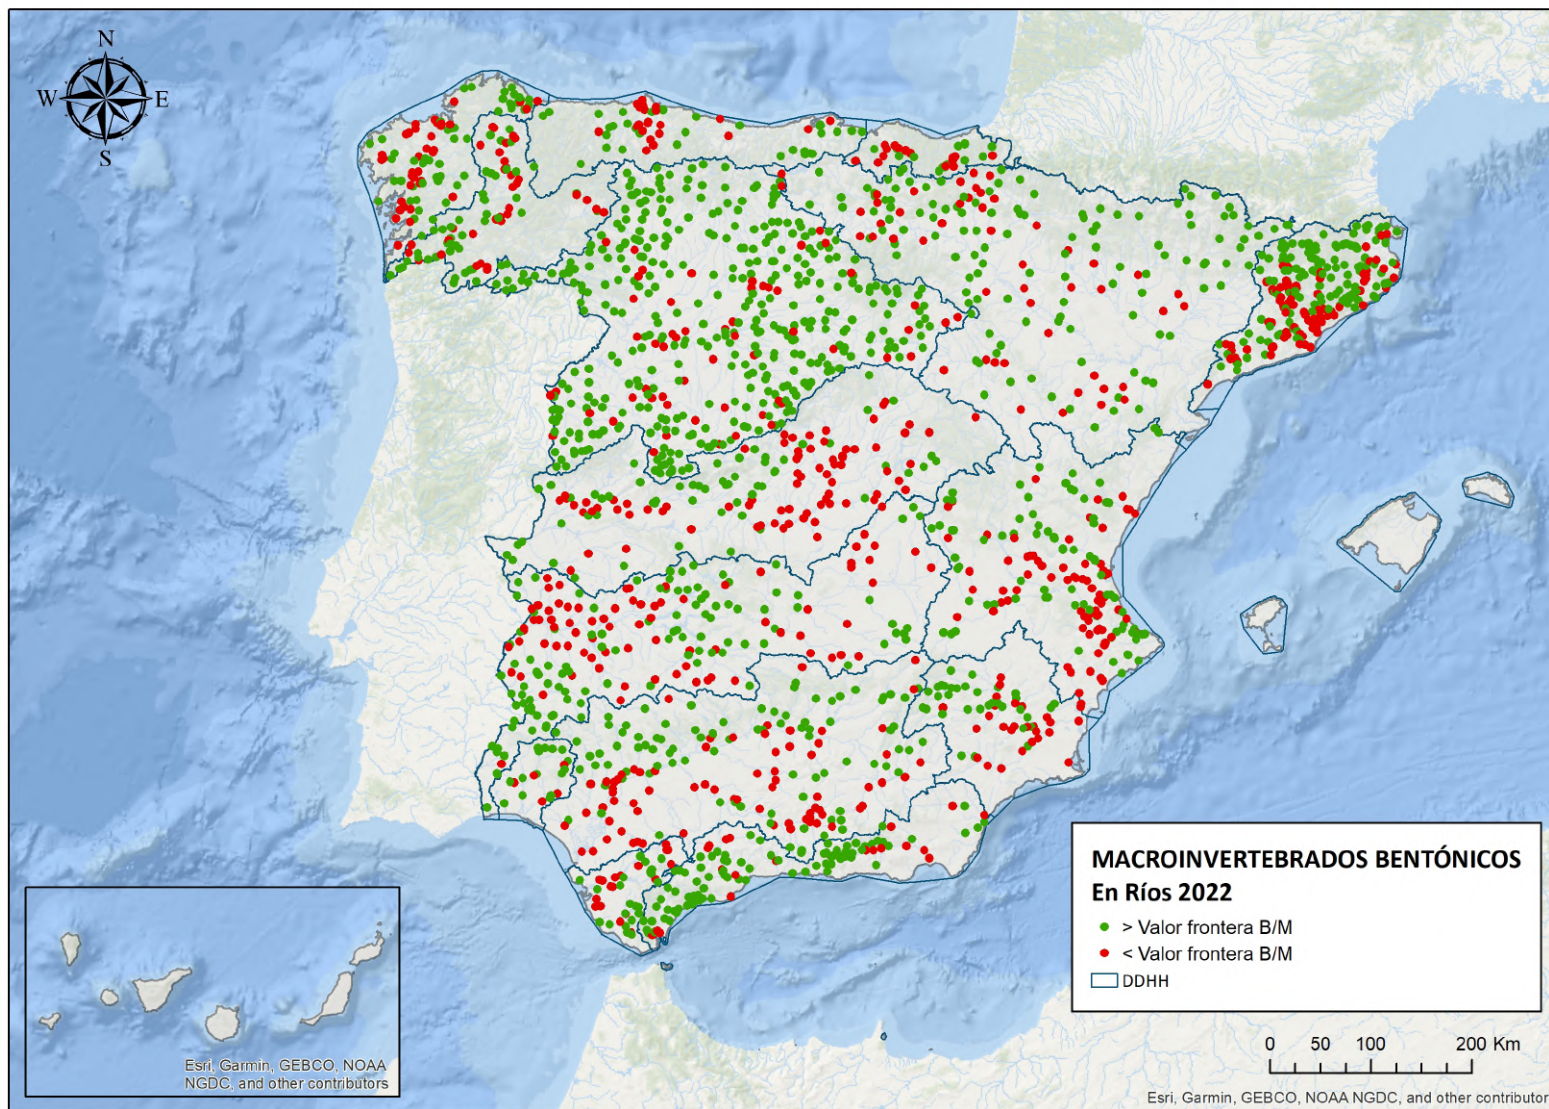 N
W E
S
MACROINVERTEBRADOS BENTÓNICOS
En Ríos 2022
> Valor frontera B/M
< Valor frontera B/M
DDHH
0 50 100 200 Km
Esri, Garmin, GEBCO, NOAA
NGDC, and other contributors
Esri, Garmin, GEBCO, NOAA NGDC, and other contributor